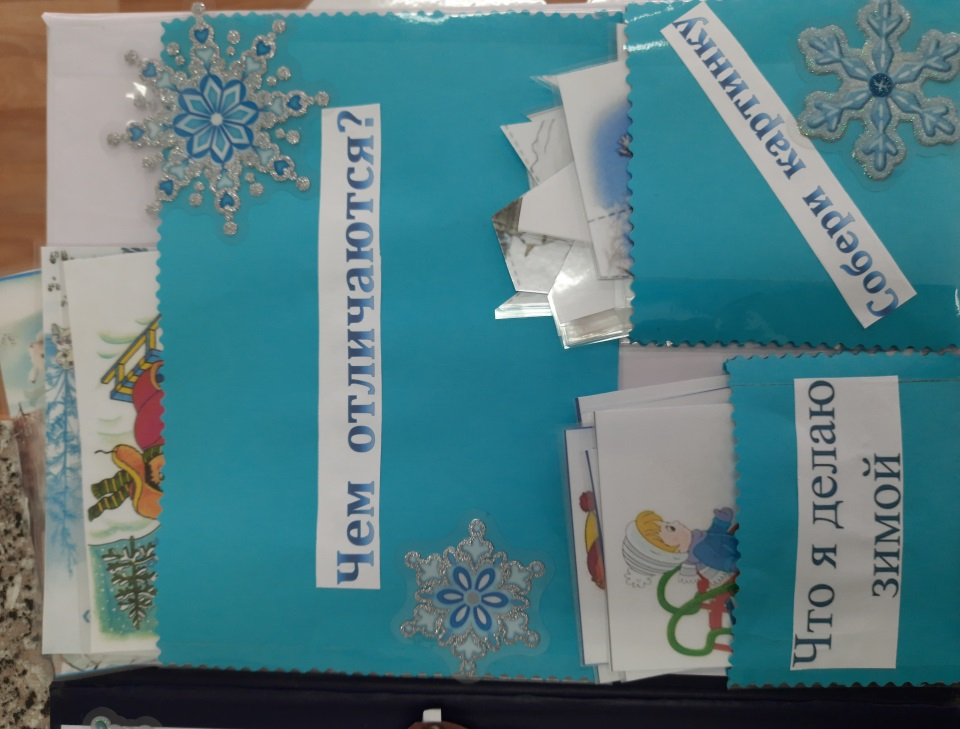 Чем отличаются?
Собери картинку
Что я делаю
зимой